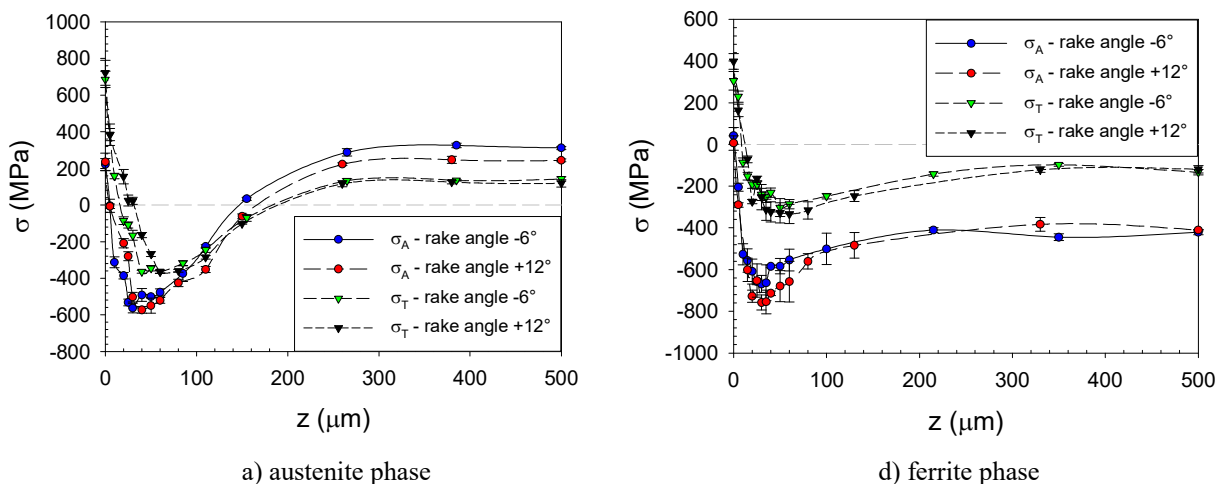 1000
800
600
400
200
0
-200
-400
-600
-800
σ (MPa)
0 100 200 300 400 500
z (μm)
σA - rake angle -6°
σA - rake angle +12°
σT - rake angle -6°
σT - rake angle +12°
a) austenite phase
600
400
200
0
-200
-400
-600
-800
-1000
σ (MPa)
0 100 200 300 400 500
z (μm)
σA - rake angle -6°
σA - rake angle +12°
σT - rake angle -6°
σT - rake angle +12°
d) ferrite phase